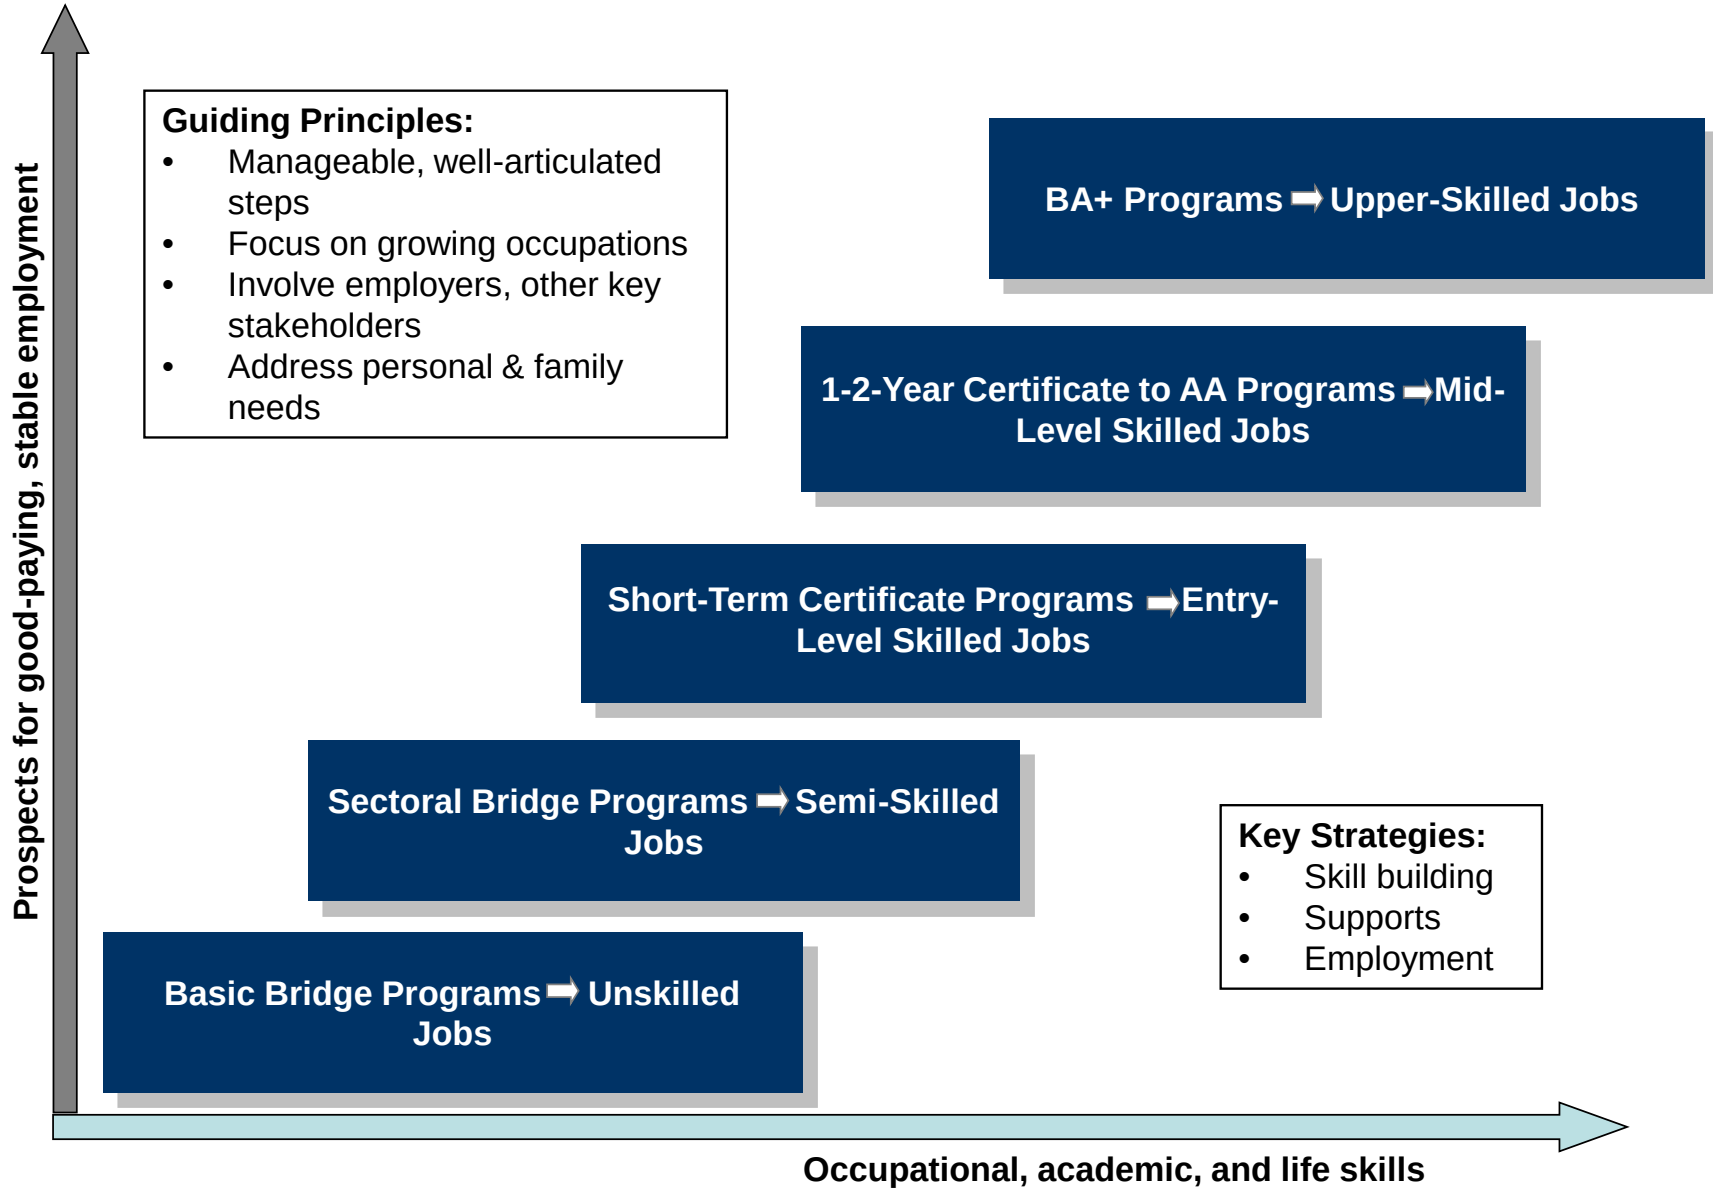 Prospects for good-paying, stable employment
Guiding Principles:
• Manageable, well-articulated
steps
• Focus on growing occupations
• Involve employers, other key
stakeholders
• Address personal & family
needs
BA+ Programs Upper-Skilled Jobs
1-2-Year Certificate to AA Programs Mid-
Level Skilled Jobs
Short-Term Certificate Programs Entry-
Level Skilled Jobs
Sectoral Bridge Programs Semi-Skilled
Jobs
Key Strategies:
• Skill building
• Supports
• Employment
Basic Bridge Programs Unskilled
Jobs
Occupational, academic, and life skills